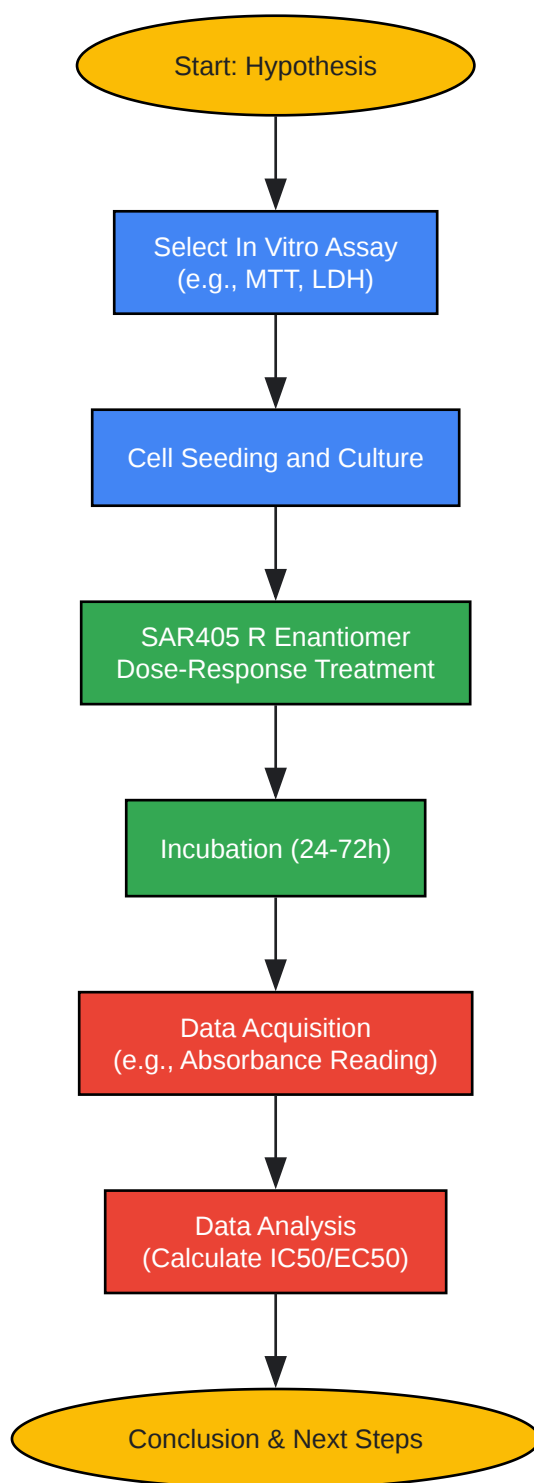 Start: Hypothesis
Select In Vitro Assay
(e.g., MTT, LDH)
Cell Seeding and Culture
SAR405 R Enantiomer
Dose-Response Treatment
Incubation (24-72h)
Data Acquisition
(e.g., Absorbance Reading)
Data Analysis
(Calculate IC50/EC50)
Conclusion & Next Steps